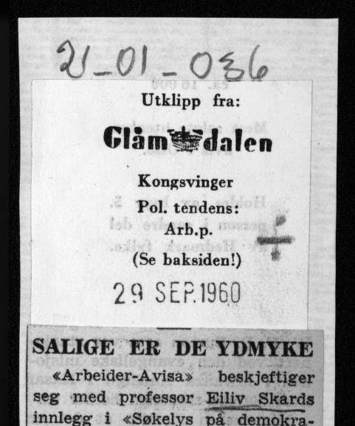 21-01-036
Utklipp fra:
Glåmdalen
Kongsvinger
Pol. tendens:
Arb.p.
(Se baksiden!)
29 SEP. 1960
SALIGE ER DE YDMYKE
«Arbeider-Avisa» beskjeftiger
seg med professor Eiliv Skards
innlegg i «Søkelys på demokra-